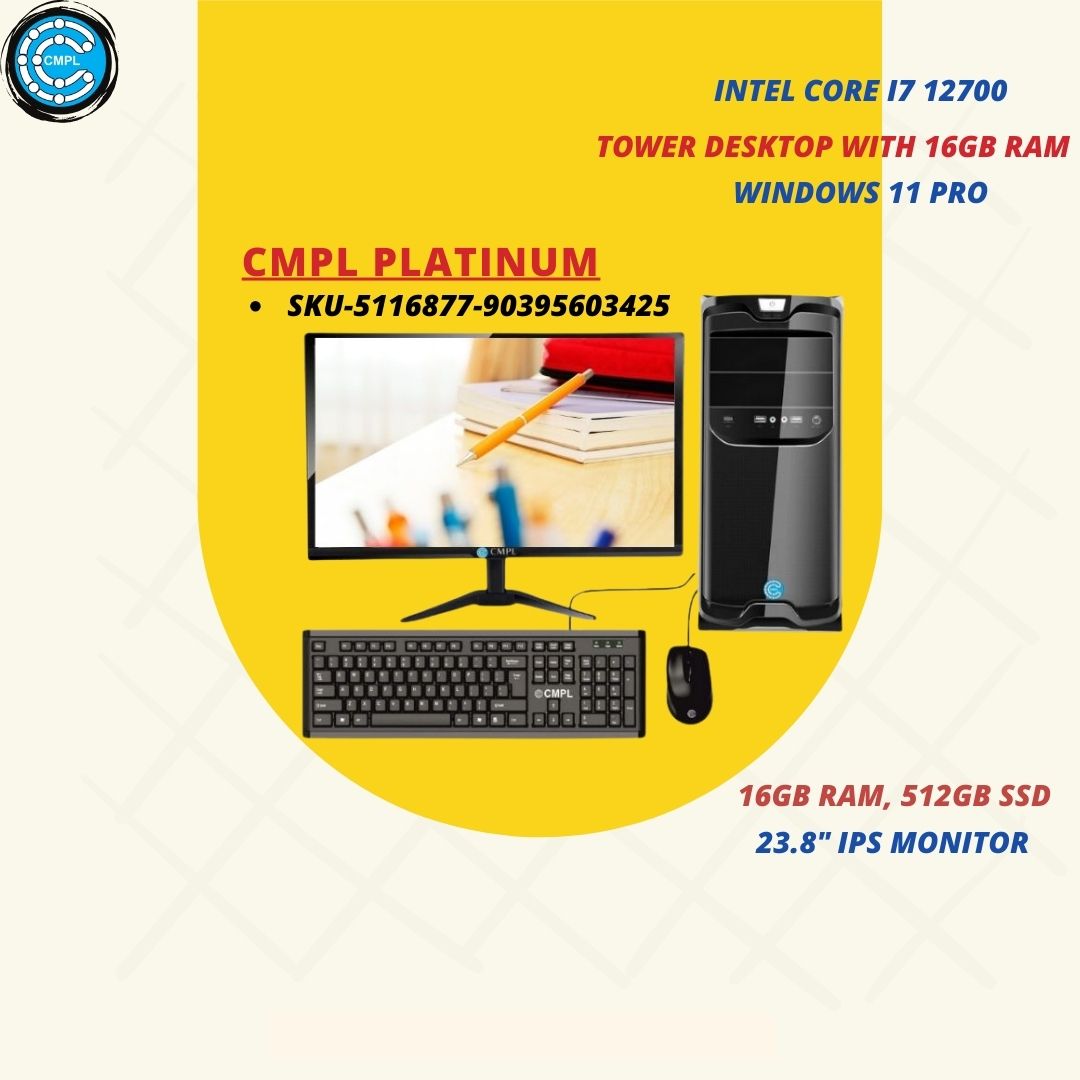 CMPL
INTEL CORE I7 12700
TOWER DESKTOP WITH 16GB RAM
WINDOWS 11 PRO
CMPL PLATINUM
• SKU-5116877-90395603425
CMPL
CMPL
16GB RAM, 512GB SSD
23.8" IPS MONITOR